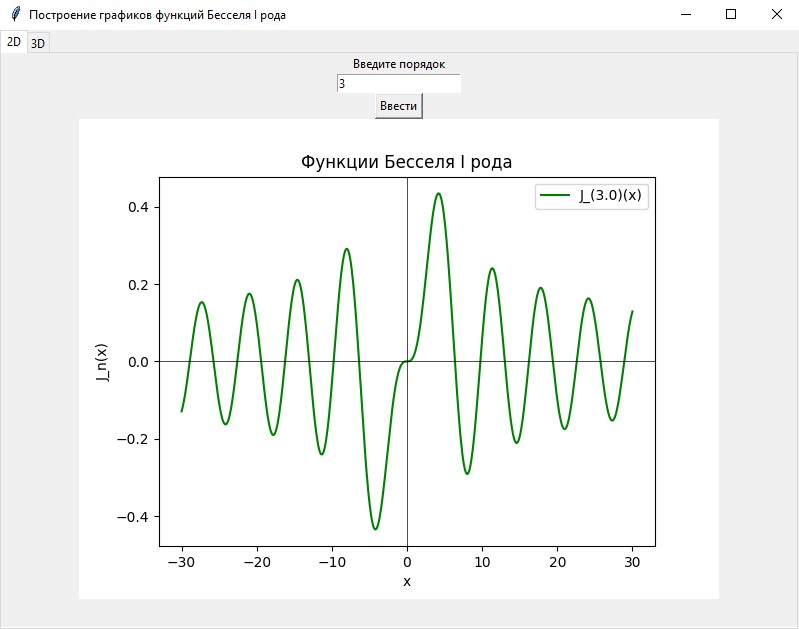 Построение графиков функций Бесселя I рода
2D 3D
Введите порядок
3
Ввести
Функции Бесселя I рода
J_(3.0)(x)
0.4
0.2
0.0
−0.2
−0.4
J_n(x)
−30 −20 −10 0 10 20 30
x